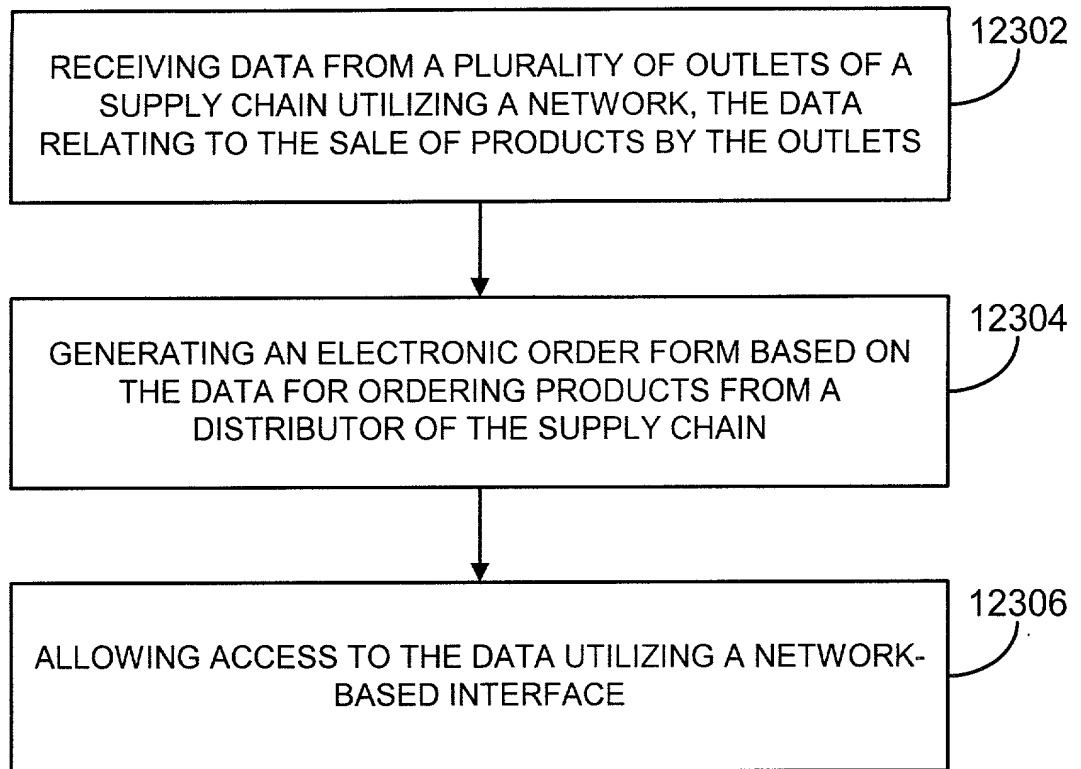 12302
RECEIVING DATA FROM A PLURALITY OF OUTLETS OF A
SUPPLY CHAIN UTILIZING A NETWORK, THE DATA
RELATING TO THE SALE OF PRODUCTS BY THE OUTLETS
12304
GENERATING AN ELECTRONIC ORDER FORM BASED ON
THE DATA FOR ORDERING PRODUCTS FROM A
DISTRIBUTOR OF THE SUPPLY CHAIN
12306
ALLOWING ACCESS TO THE DATA UTILIZING A NETWORK-
BASED INTERFACE